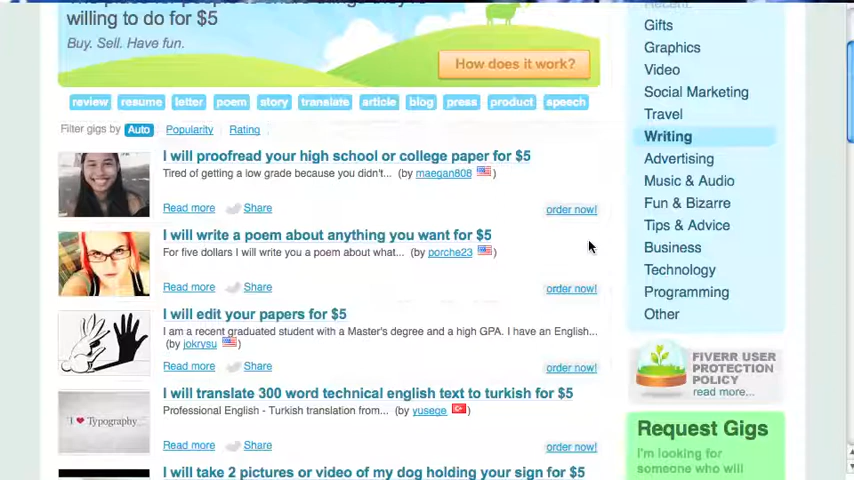 willing to do for $5
Buy. Sell. Have fun.
How does it work?
review resume letter poem story translate article blog press product speech
Filter gigs by Auto Popularity Rating
I will proofread your high school or college paper for $5
Tired of getting a low grade because you didn't... (by maegan808 )
Read more Share order now!
I will write a poem about anything you want for $5
For five dollars I will write you a poem about what... (by porche23 )
Read more Share order now!
I will edit your papers for $5
I am a recent graduated student with a Master's degree and a high GPA. I have an English...
(by jokrysu )
Read more Share order now!
I will translate 300 word technical english text to turkish for $5
Professional English - Turkish translation from... (by yuseqe )
I ♥ Typography
Read more Share order now!
I will take 2 pictures or video of my dog holding your sign for $5
Gifts
Graphics
Video
Social Marketing
Travel
Writing
Advertising
Music & Audio
Fun & Bizarre
Tips & Advice
Business
Technology
Programming
Other
FIVERR USER
PROTECTION
POLICY
read more...
Request Gigs
I'm looking for
someone who will